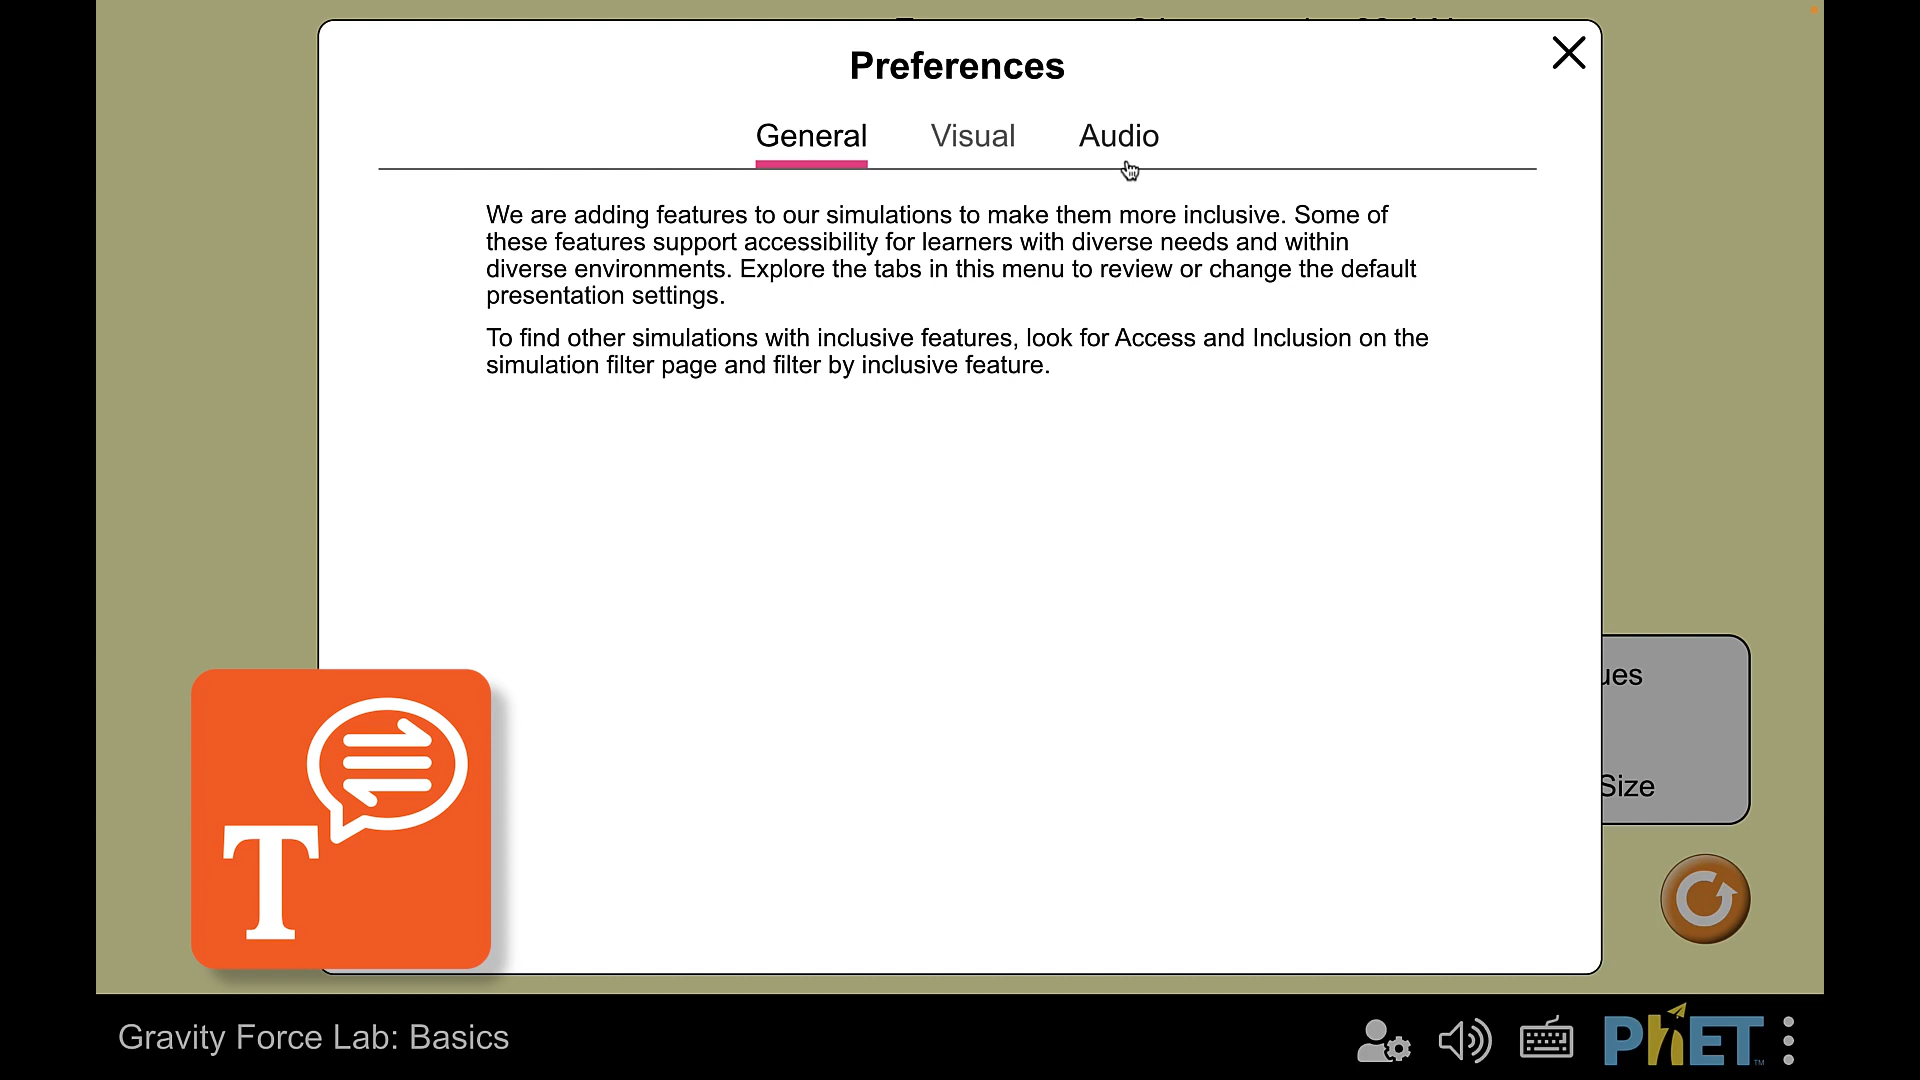 Preferences
General Visual Audio
We are adding features to our simulations to make them more inclusive. Some of
these features support accessibility for learners with diverse needs and within
diverse environments. Explore the tabs in this menu to review or change the default
presentation settings.
To find other simulations with inclusive features, look for Access and Inclusion on the
simulation filter page and filter by inclusive feature.
Size
T
Gravity Force Lab: Basics
PhET™